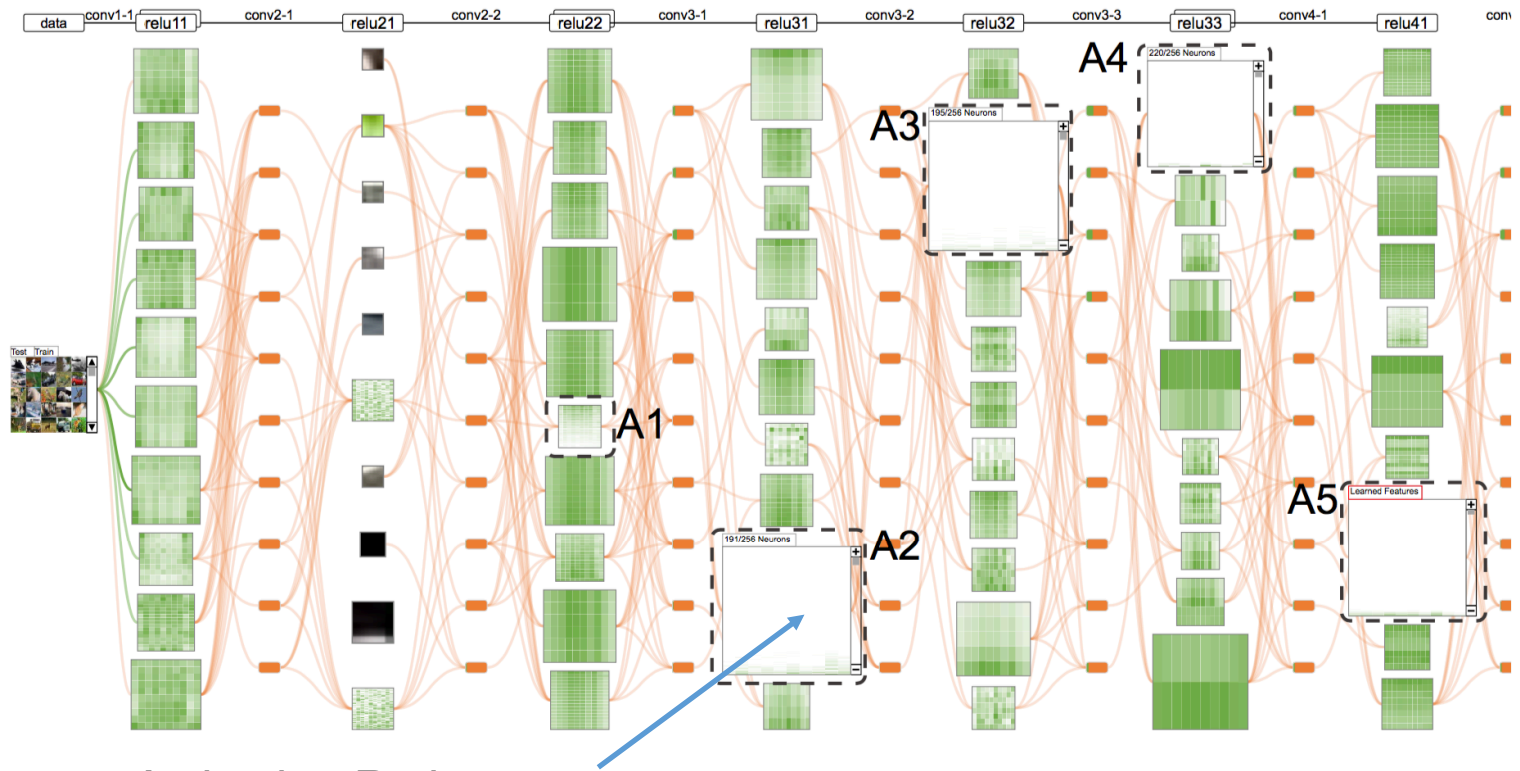 data conv1-1 relu11 conv2-1 relu21 conv2-2 relu22 conv3-1 relu31 conv3-2 relu32 conv3-3 relu33 conv4-1 relu41 conv
A4
220/256 Neurons
A3
195/256 Neurons
Test Train
A1
A5
Learned Features
A2
191/256 Neurons